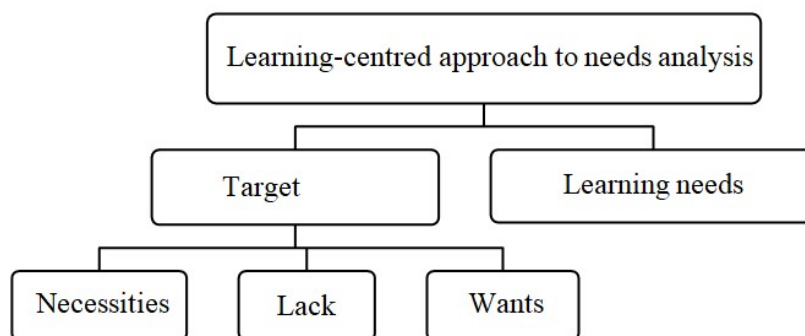 Learning-centred approach to needs analysis
Target
Learning needs
Necessities
Lack
Wants